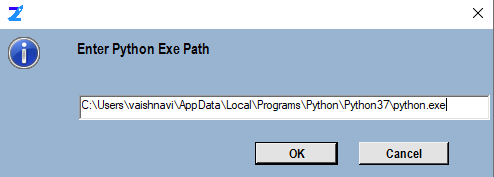 Enter Python Exe Path
C:\Users\vaishnavi\AppData\Local\Programs\Python\Python37\python.exe
OK
Cancel